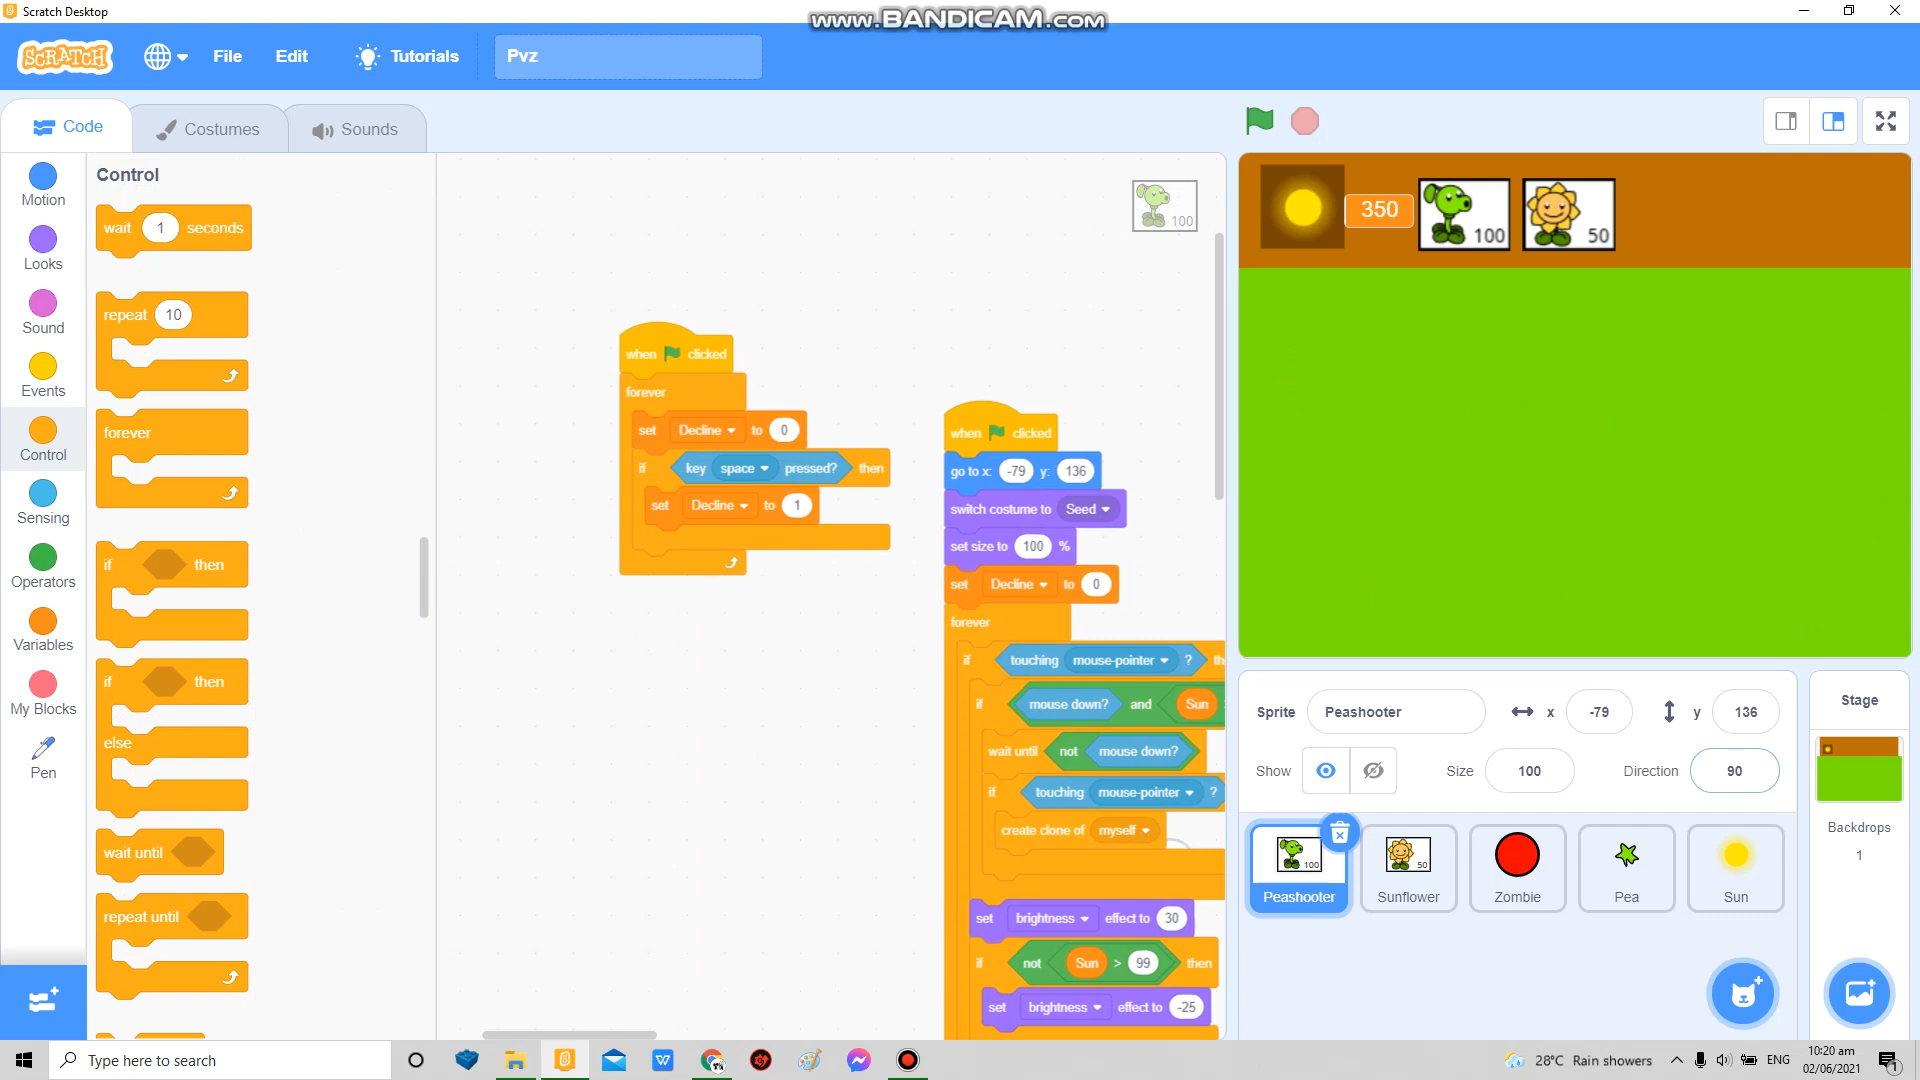 Scratch Desktop
www.BANDICAM.com
SCRATCH
File
Edit
Tutorials
Pvz
Code
Costumes
Sounds
Motion
Looks
Sound
Events
Control
Sensing
Operators
Variables
My Blocks
Pen
Control
wait 1 seconds
repeat 10
forever
if then
if then
else
wait until
repeat until
100
when clicked
forever
set Decline to 0
if key space pressed? then
set Decline to 1
when clicked
go to x: -79 y: 136
switch costume to Seed
set size to 100 %
set Decline to 0
forever
if touching mouse-pointer ? th
if mouse down? and Sun
wait until not mouse down?
if touching mouse-pointer ?
create clone of myself
set brightness effect to 30
if not Sun > 99 then
set brightness effect to -25
350
100
50
Sprite Peashooter x -79 y 136
Show Size 100 Direction 90
100
Peashooter
50
Sunflower
Zombie
Pea
Sun
Stage
Backdrops
1
Type here to search
28°C Rain showers
ENG
10:20 am
02/06/2021
1